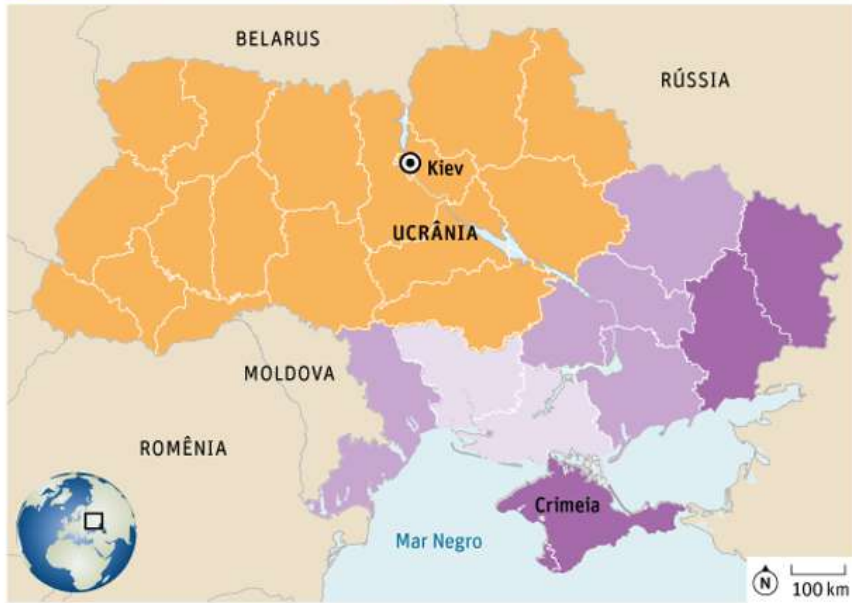 BELARUS
RÚSSIA
Kiev
UCRÂNIA
MOLDOVA
ROMÊNIA
Crimeia
Mar Negro
N
100 km